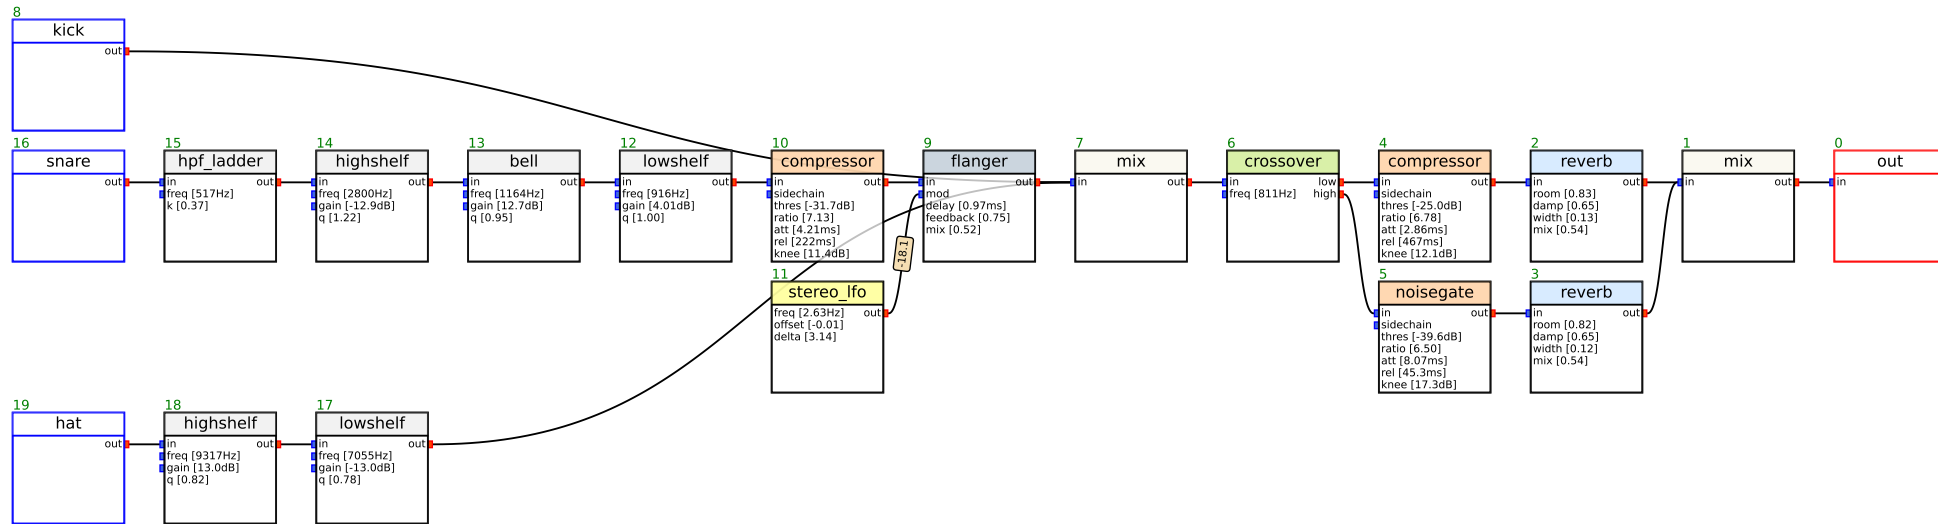 8
kick
out
16
snare
out
15
hpf_ladder
in out
freq [517Hz]
k [0.37]
14
highshelf
in out
freq [2800Hz]
gain [-12.9dB]
q [1.22]
13
bell
in out
freq [1164Hz]
gain [12.7dB]
q [0.95]
12
lowshelf
in out
freq [916Hz]
gain [4.01dB]
q [1.00]
10
compressor
in out
sidechain
thres [-31.7dB]
ratio [7.13]
att [4.21ms]
rel [222ms]
knee [11.4dB]
9
flanger
in out
mod
delay [0.97ms]
feedback [0.75]
mix [0.52]
7
mix
in out
6
crossover
in low
freq [811Hz] high
4
compressor
in out
sidechain
thres [-25.0dB]
ratio [6.78]
att [2.86ms]
rel [467ms]
knee [12.1dB]
2
reverb
in out
room [0.83]
damp [0.65]
width [0.13]
mix [0.54]
1
mix
in out
0
out
in
-18.1
11
stereo_lfo
freq [2.63Hz] out
offset [-0.01]
delta [3.14]
5
noisegate
in out
sidechain
thres [-39.6dB]
ratio [6.50]
att [8.07ms]
rel [45.3ms]
knee [17.3dB]
3
reverb
in out
room [0.82]
damp [0.65]
width [0.12]
mix [0.54]
19
hat
out
18
highshelf
in out
freq [9317Hz]
gain [13.0dB]
q [0.82]
17
lowshelf
in out
freq [7055Hz]
gain [-13.0dB]
q [0.78]